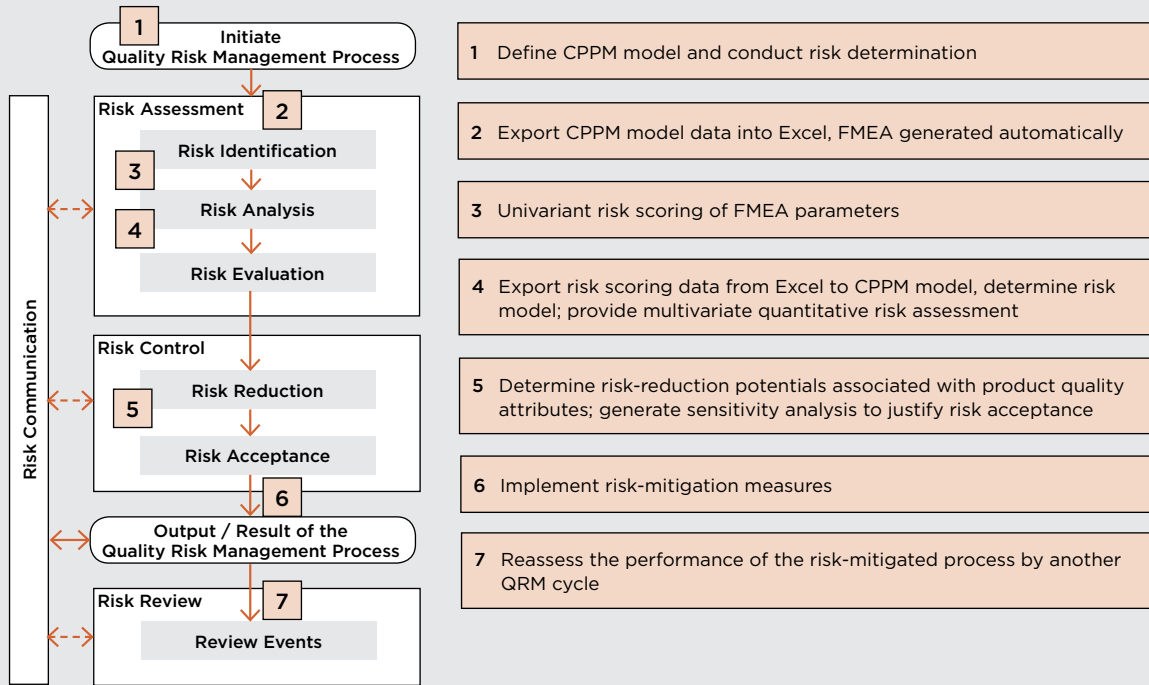 1
Initiate
Quality Risk Management Process
Risk Communication
Risk Assessment
2
Risk Identification
3
Risk Analysis
4
Risk Evaluation
Risk Control
Risk Reduction
5
Risk Acceptance
6
Output / Result of the
Quality Risk Management Process
Risk Review
7
Review Events
1 Define CPPM model and conduct risk determination
2 Export CPPM model data into Excel, FMEA generated automatically
3 Univariant risk scoring of FMEA parameters
4 Export risk scoring data from Excel to CPPM model, determine risk
model; provide multivariate quantitative risk assessment
5 Determine risk-reduction potentials associated with product quality
attributes; generate sensitivity analysis to justify risk acceptance
6 Implement risk-mitigation measures
7 Reassess the performance of the risk-mitigated process by another
QRM cycle